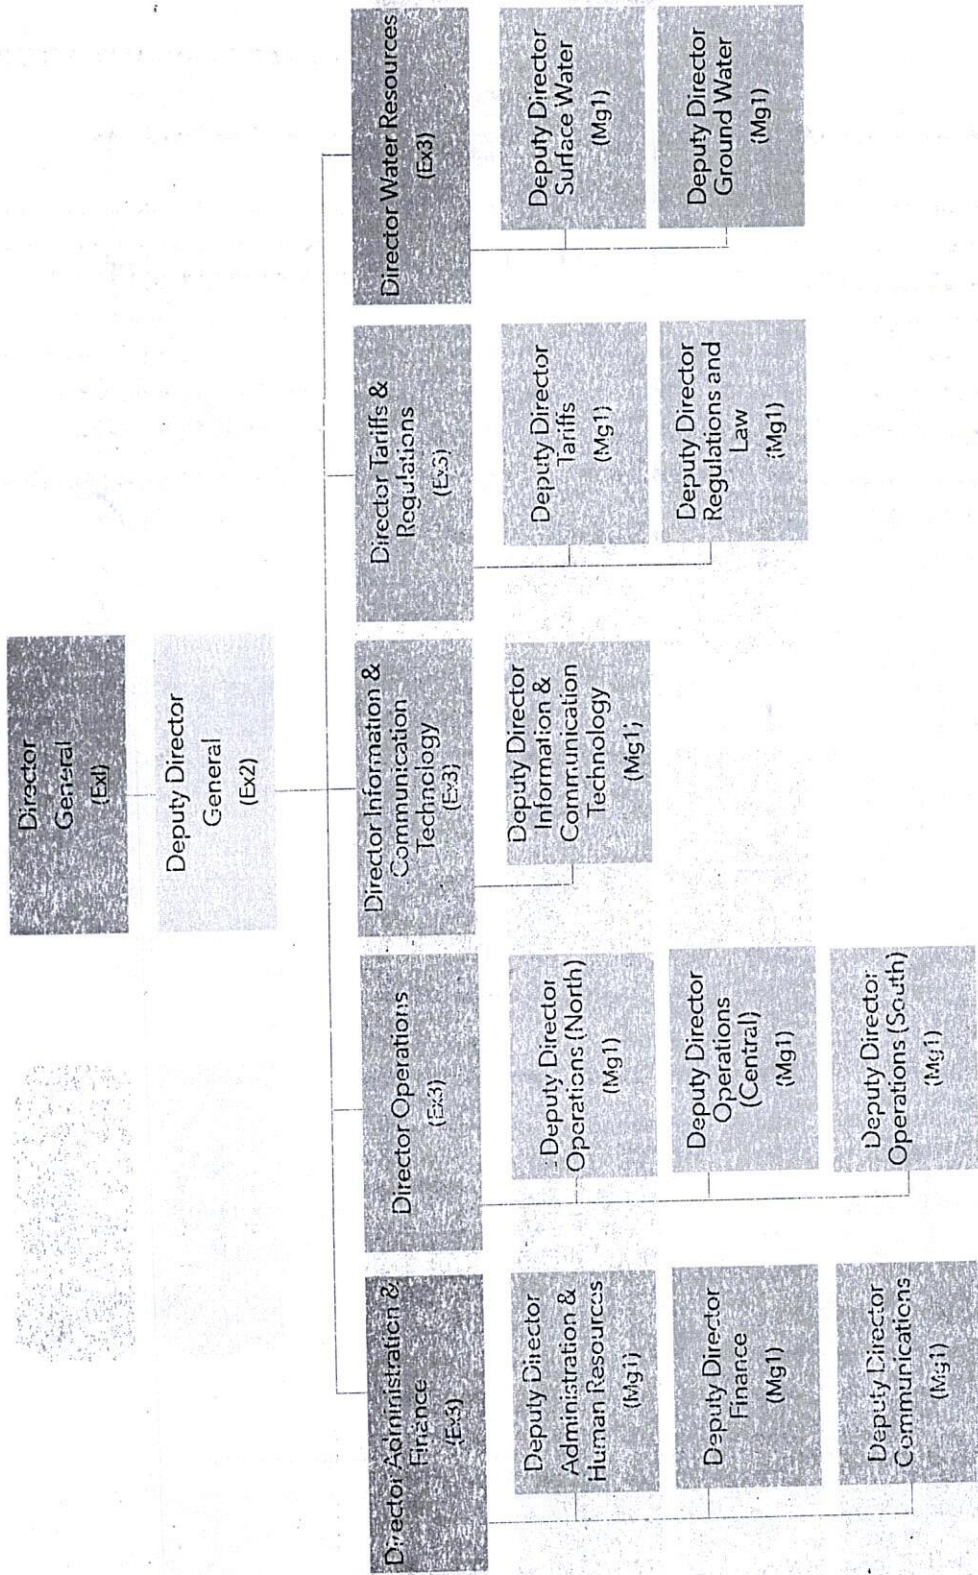 Director
General
(Ex1)
Deputy Director
General
(Ex2)
Director Administration &
Finance
(Ex3)
Director Operations
(Ex3)
Director Information &
Communication
Technology
(Ex3)
Director Tariffs &
Regulations
(Ex3)
Director Water Resources
(Ex3)
Deputy Director
Administration &
Human Resources
(Mg1)
Deputy Director
Finance
(Mg1)
Deputy Director
Communications
(Mg1)
Deputy Director
Operations (North)
(Mg1)
Deputy Director
Operations
(Central)
(Mg1)
Deputy Director
Operations (South)
(Mg1)
Deputy Director
Information &
Communication
Technology
(Mg1;
Deputy Director
Tariffs
(Mg1)
Deputy Director
Regulations and
Law
(Mg1)
Deputy Director
Surface Water
(Mg1)
Deputy Director
Ground Water
(Mg1)